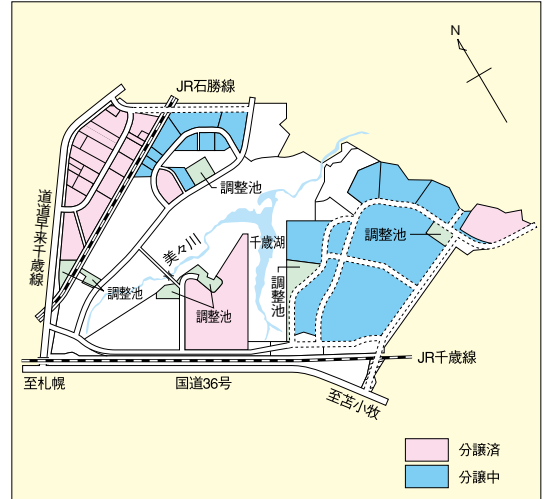 N
JR石勝線
調整池
道道早来千歳線
美々川
千歳湖
調整池
調整池
調整池
調整池
JR千歳線
至札幌
国道36号
至苫小牧
分譲済
分譲中